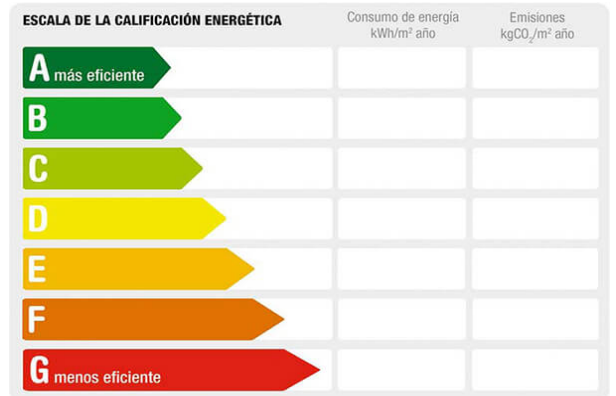 ESCALA DE LA CALIFICACIÓN ENERGÉTICA
Consumo de energía
kWh/m² año
Emisiones
kgCO₂/m² año
A más eficiente
B
C
D
E
F
G menos eficiente